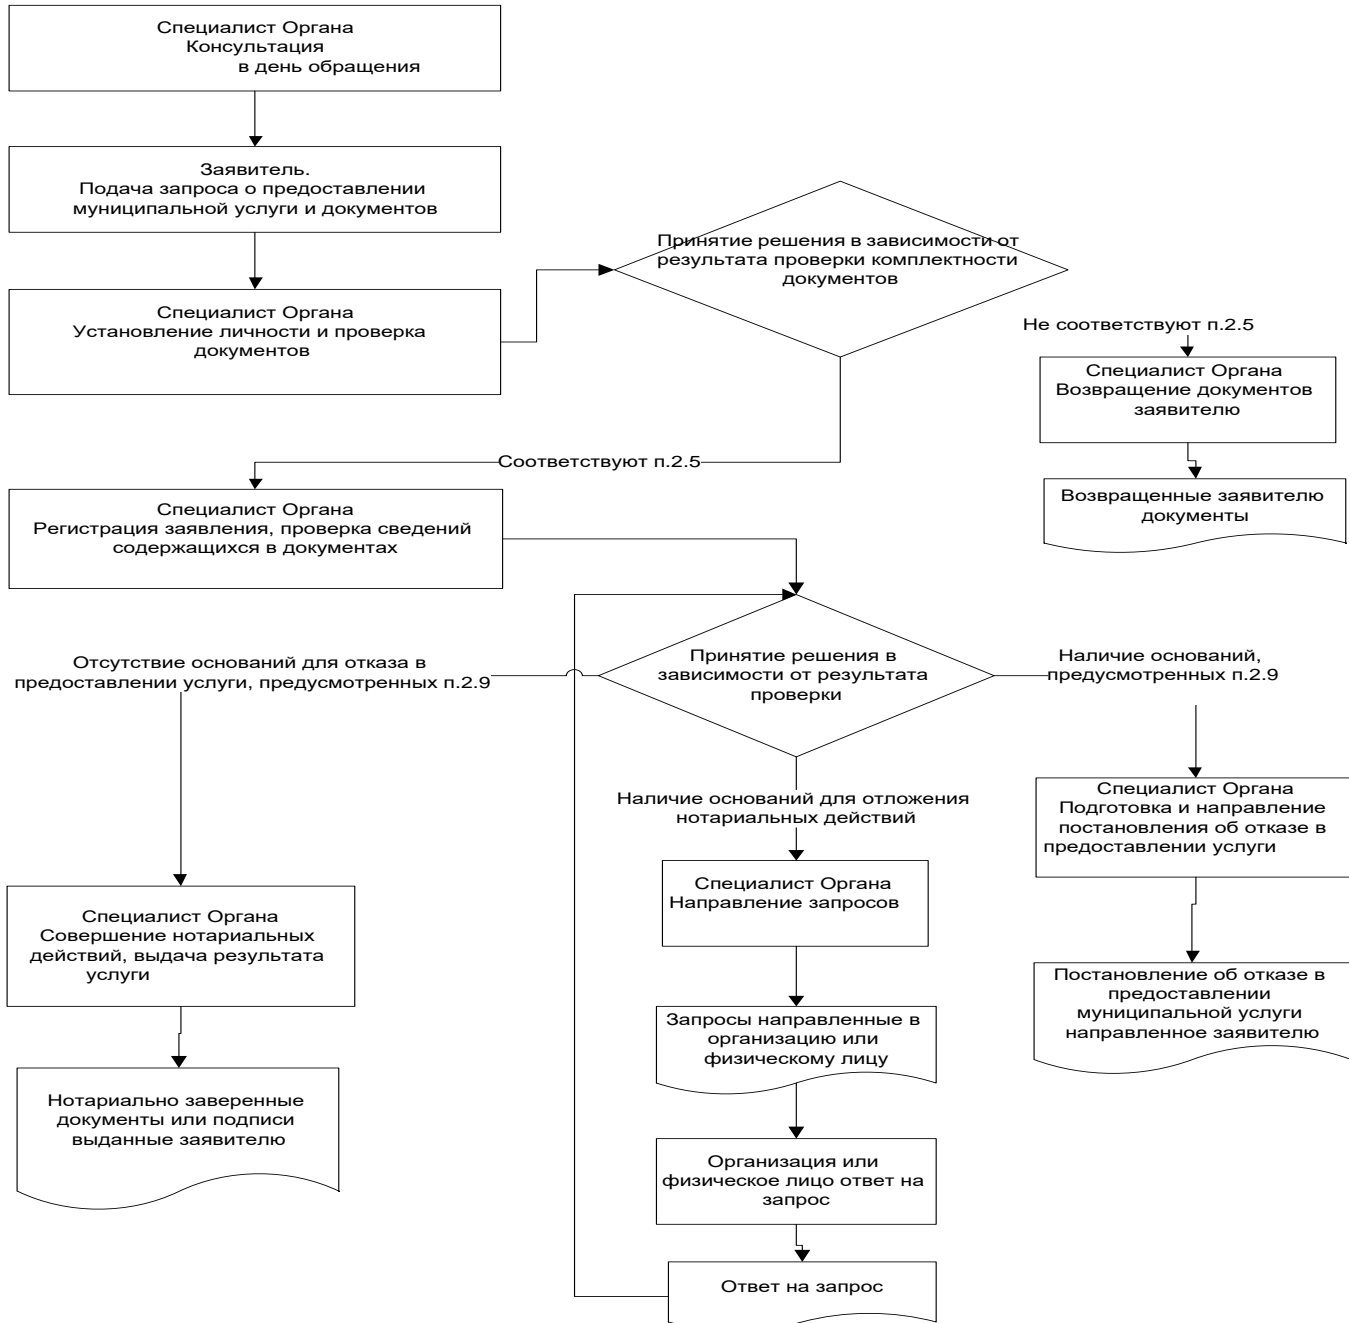 Специалист Органа
Консультация
в день обращения
Заявитель.
Подача запроса о предоставлении
муниципальной услуги и документов
Специалист Органа
Установление личности и проверка
документов
Принятие решения в зависимости от
результата проверки комплектности
документов
Не соответствуют п.2.5
Специалист Органа
Возвращение документов
заявителю
Возвращенные заявителю
документы
Соответствуют п.2.5
Специалист Органа
Регистрация заявления, проверка сведений
содержащихся в документах
Принятие решения в
зависимости от результата
проверки
Отсутствие оснований для отказа в
предоставлении услуги, предусмотренных п.2.9
Наличие оснований,
предусмотренных п.2.9
Наличие оснований для отложения
нотариальных действий
Специалист Органа
Подготовка и направление
постановления об отказе в
предоставлении услуги
Специалист Органа
Направление запросов
Специалист Органа
Совершение нотариальных
действий, выдача результата
услуги
Постановление об отказе в
предоставлении
муниципальной услуги
направленное заявителю
Запросы направленные в
организацию или
физическому лицу
Нотариально заверенные
документы или подписи
выданные заявителю
Организация или
физическое лицо ответ на
запрос
Ответ на запрос